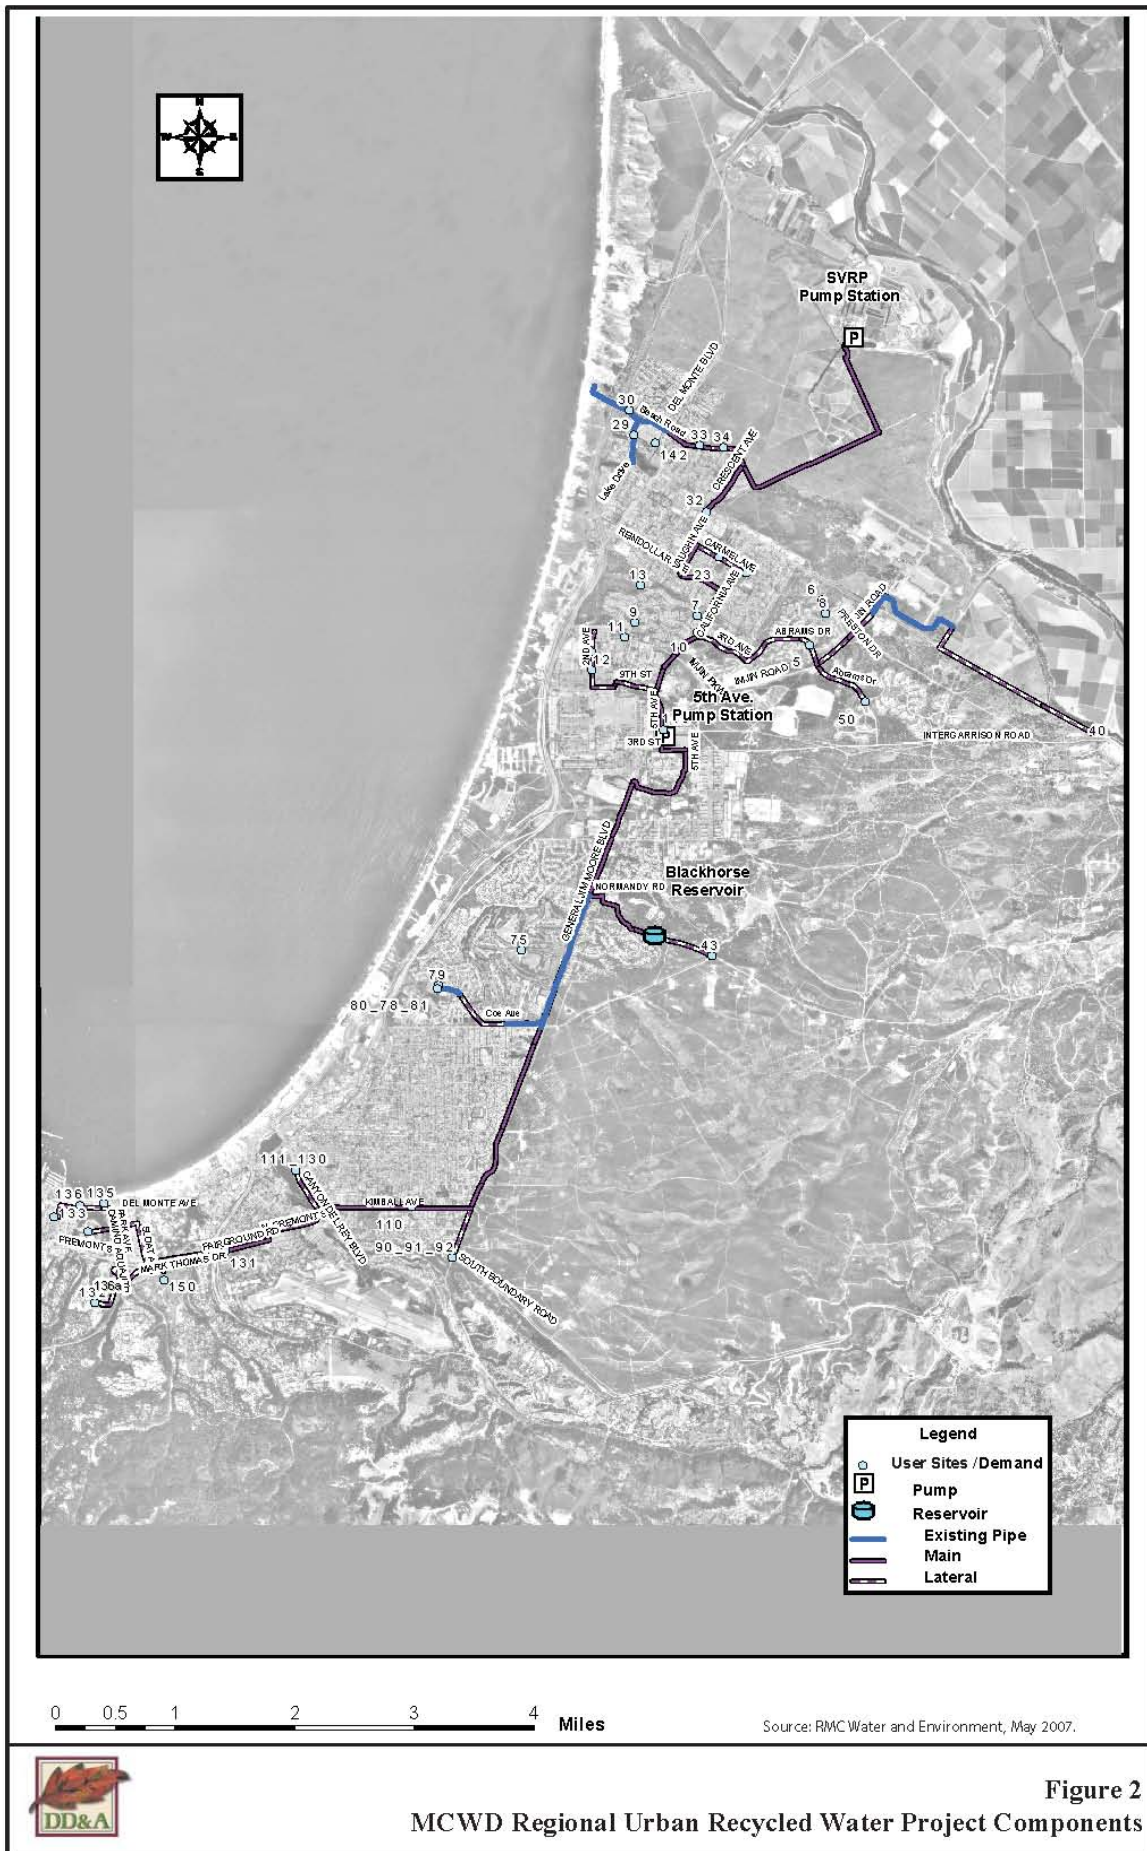 N
W
E
S
SVRP
Pump Station
P
DEL MONTE BLVD
30
Beach Road
29
33
34
142
Lake Drive
CRESCENT AVE
32
VAUGHN AVE
CARMEL AVE
23
CALIFORNIA AVE
13
7
6
8
9
11
PRESTON DR
ABRAMS DR
3RD AVE
10
2ND AVE
12
9TH ST
IMJIN ROAD
5
Abrams Dr
50
5TH AVE
5th Ave.
Pump Station
P
3RD ST
5TH AVE
INTERGARRISON ROAD
40
GENERAL JIM MOORE BLVD
Blackhorse
Reservoir
NORMANDY RD
43
75
79
80_78_81
Coe Ave
111_130
CANYON DEL REY BLVD
KIMBALL AVE
110
90_91_92
SOUTH BOUNDARY ROAD
136
135
DEL MONTE AVE
133
PARK AVE
FAIRGROUND RD
MARK THOMAS DR
131
136a
150
Legend
User Sites /Demand
P
Pump
Reservoir
Existing Pipe
Main
Lateral
0 0.5 1 2 3 4
Miles
Source: RMC Water and Environment, May 2007.
DD&A
Figure 2
MCWD Regional Urban Recycled Water Project Components